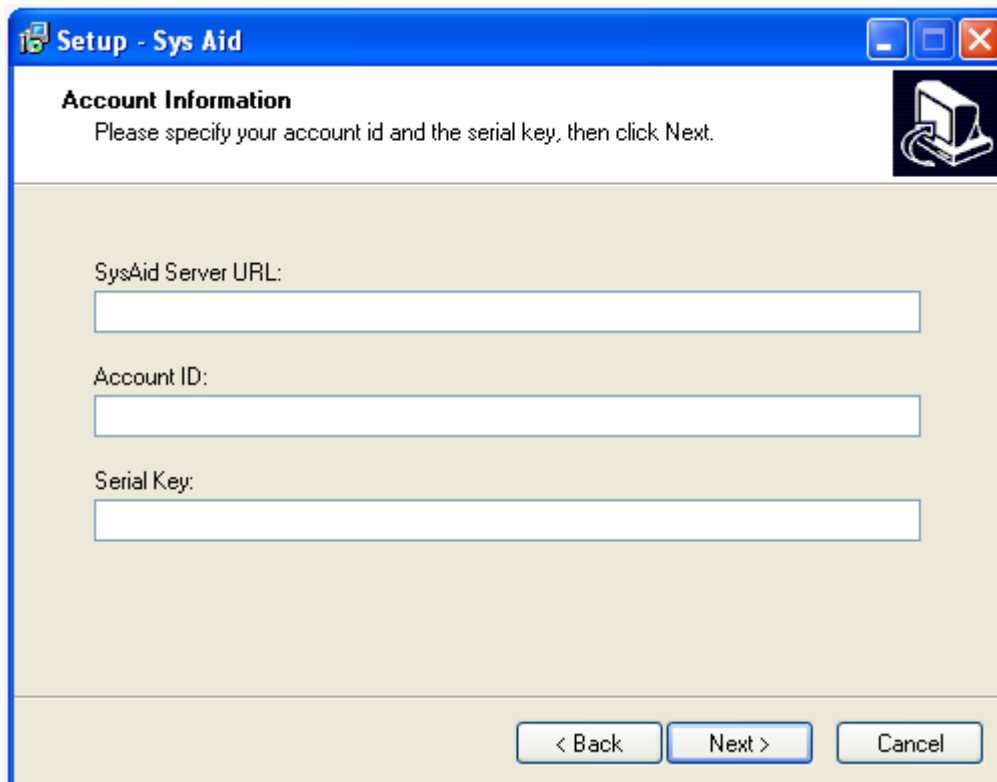 Setup - Sys Aid
Account Information
Please specify your account id and the serial key, then click Next.
SysAid Server URL:
Account ID:
Serial Key:
< Back
Next >
Cancel